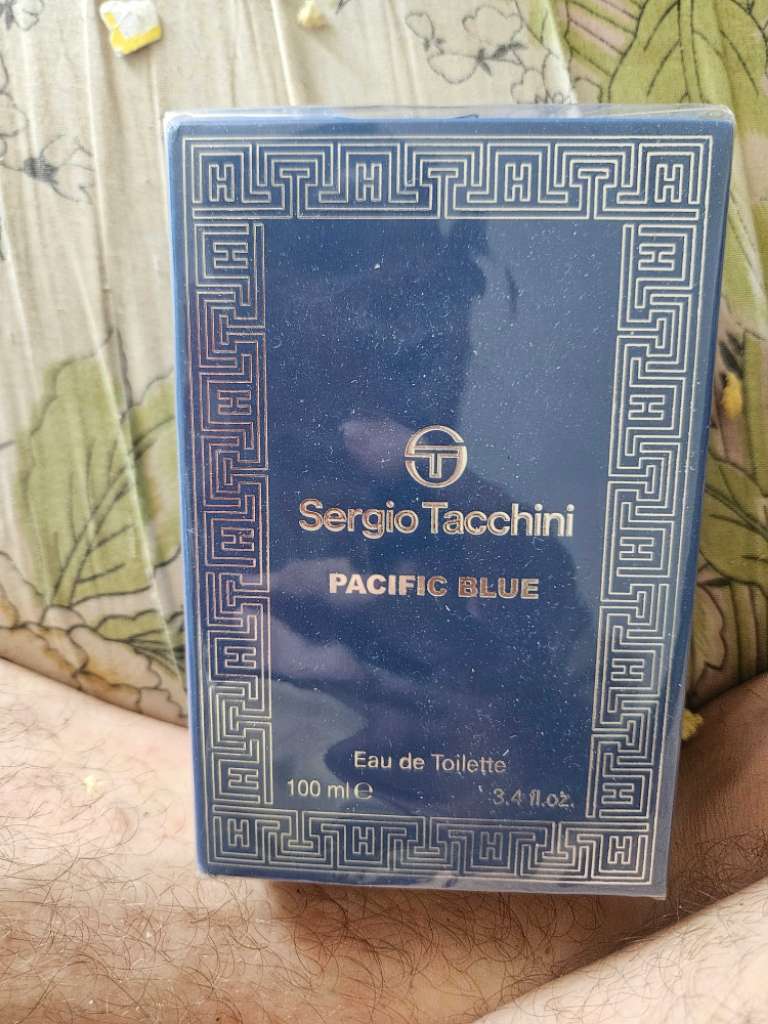 Sergio Tacchini
PACIFIC BLUE
Eau de Toilette
100 ml ℮ 3.4 fl.oz.